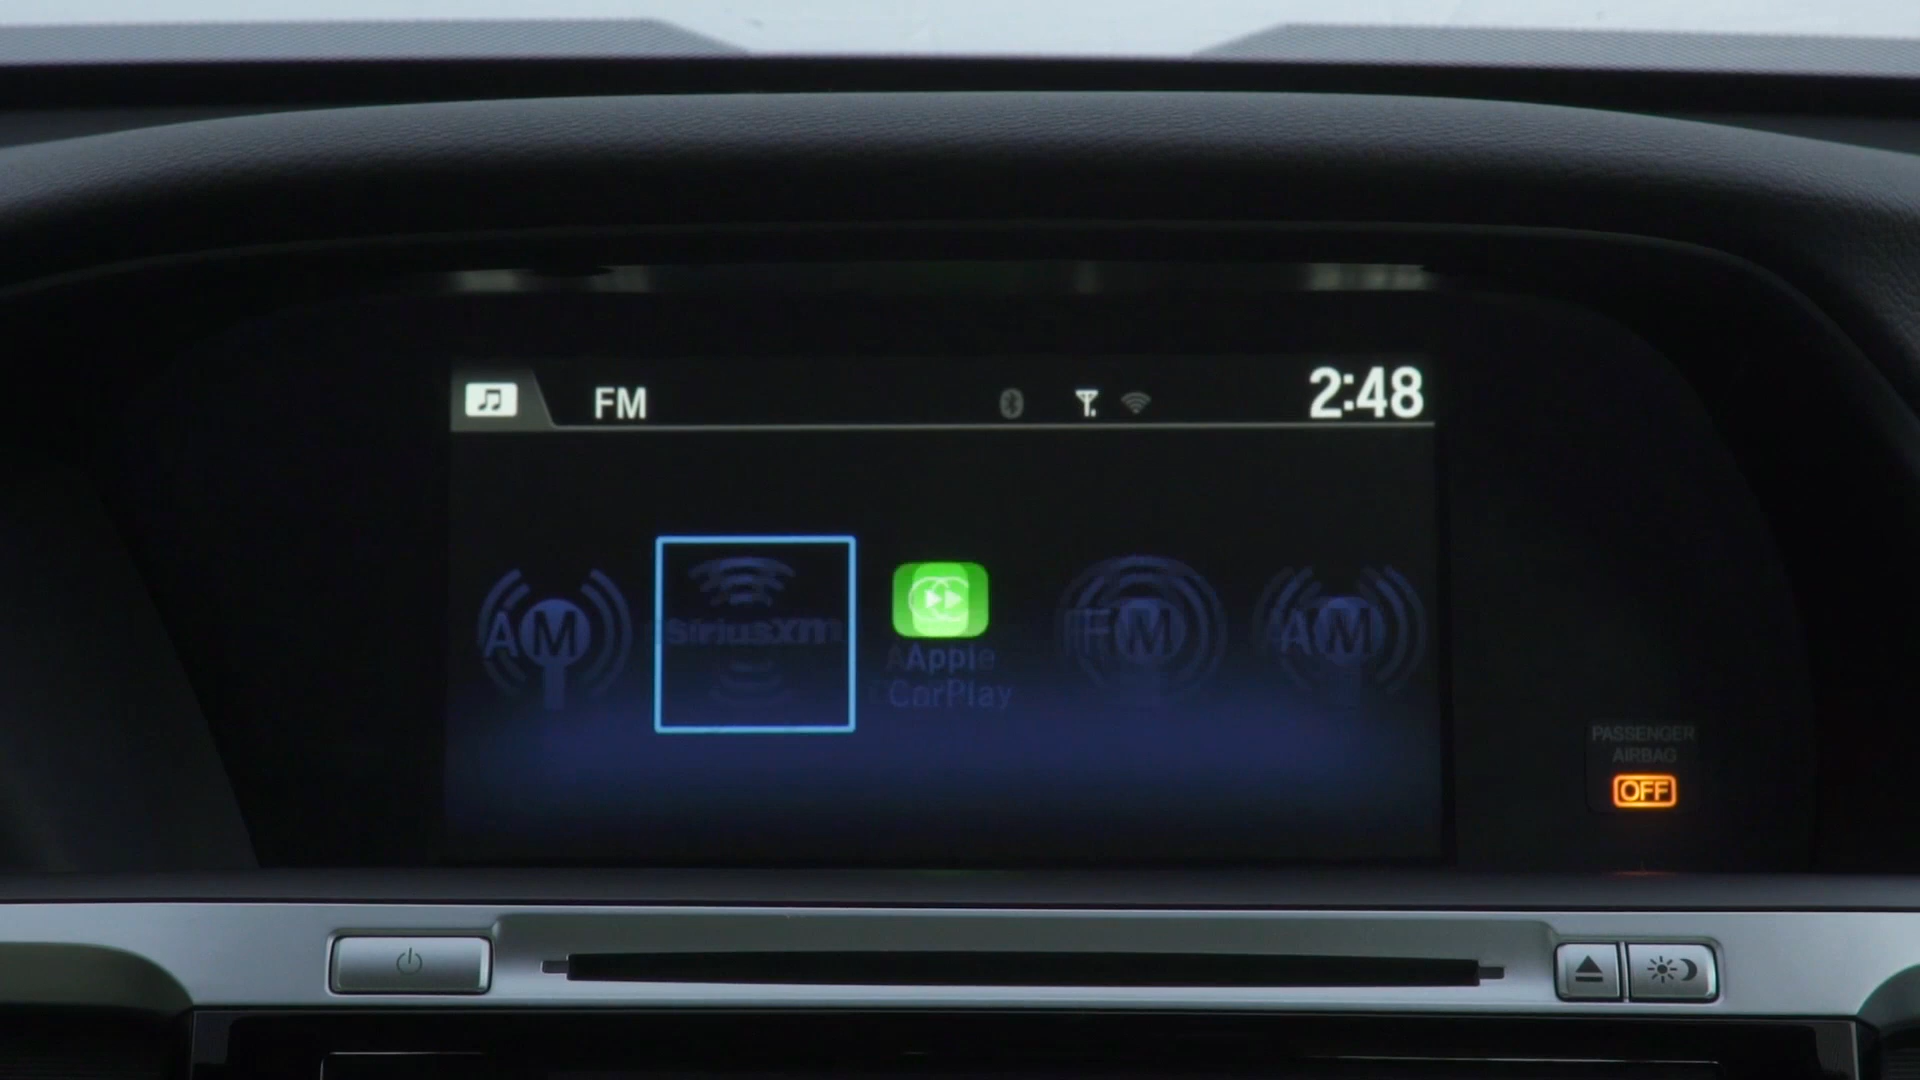 FM
2:48
AM
SiriusXM
Apple
CarPlay
FM
AM
PASSENGER
AIRBAG
OFF